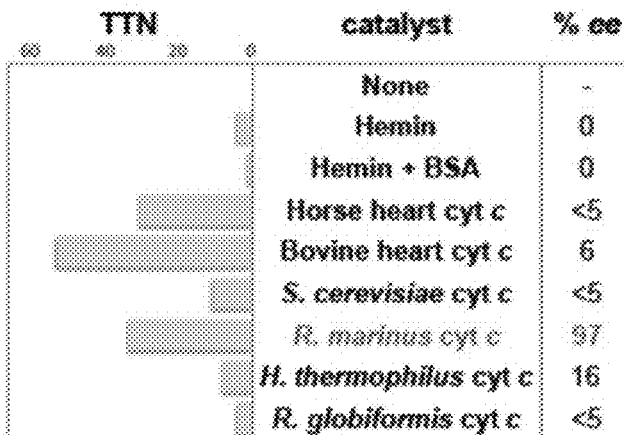 TTN catalyst % ee
60 40 20 0
None -
Hemin 0
Hemin + BSA 0
Horse heart cyt c <5
Bovine heart cyt c 6
S. cerevisiae cyt c <5
R. marinus cyt c 97
H. thermophilus cyt c 16
R. globiformis cyt c <5